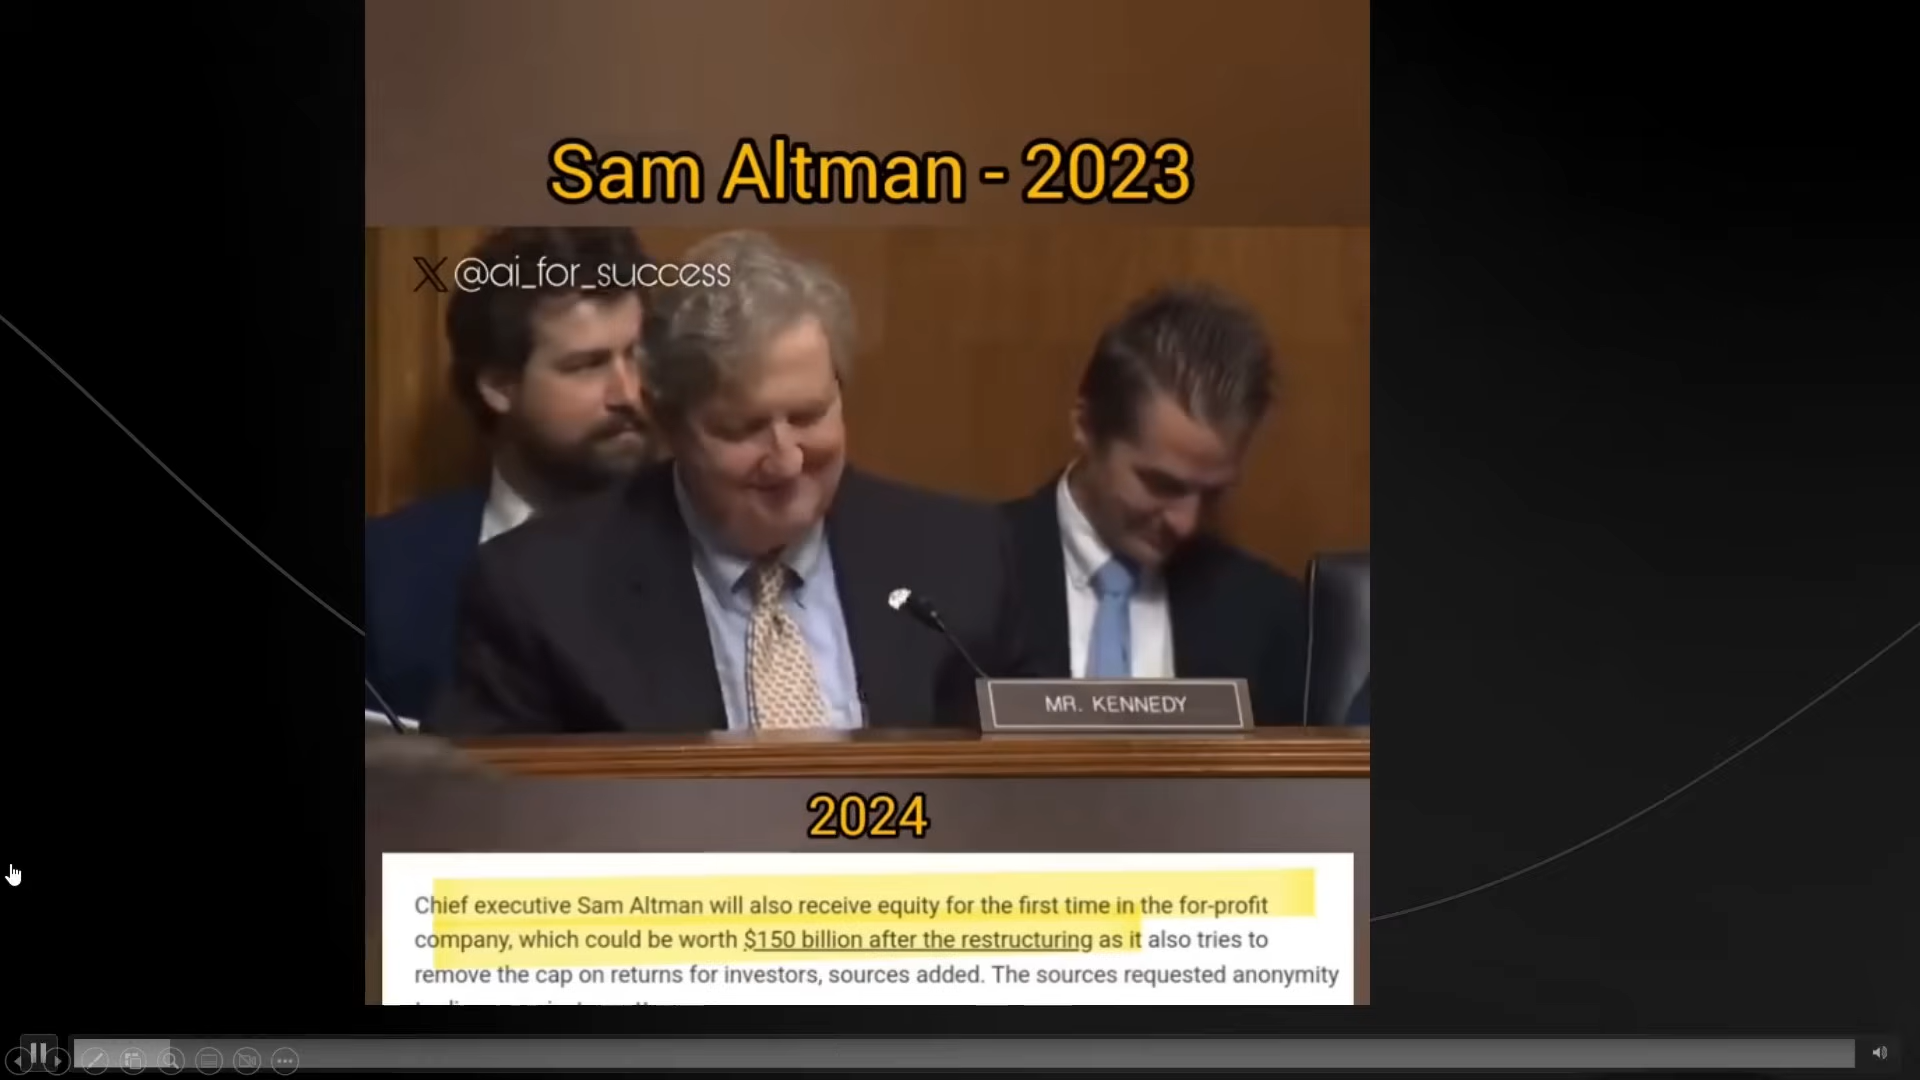 Sam Altman - 2023
X @ai_for_success
MR. KENNEDY
2024
Chief executive Sam Altman will also receive equity for the first time in the for-profit
company, which could be worth $150 billion after the restructuring as it also tries to
remove the cap on returns for investors, sources added. The sources requested anonymity